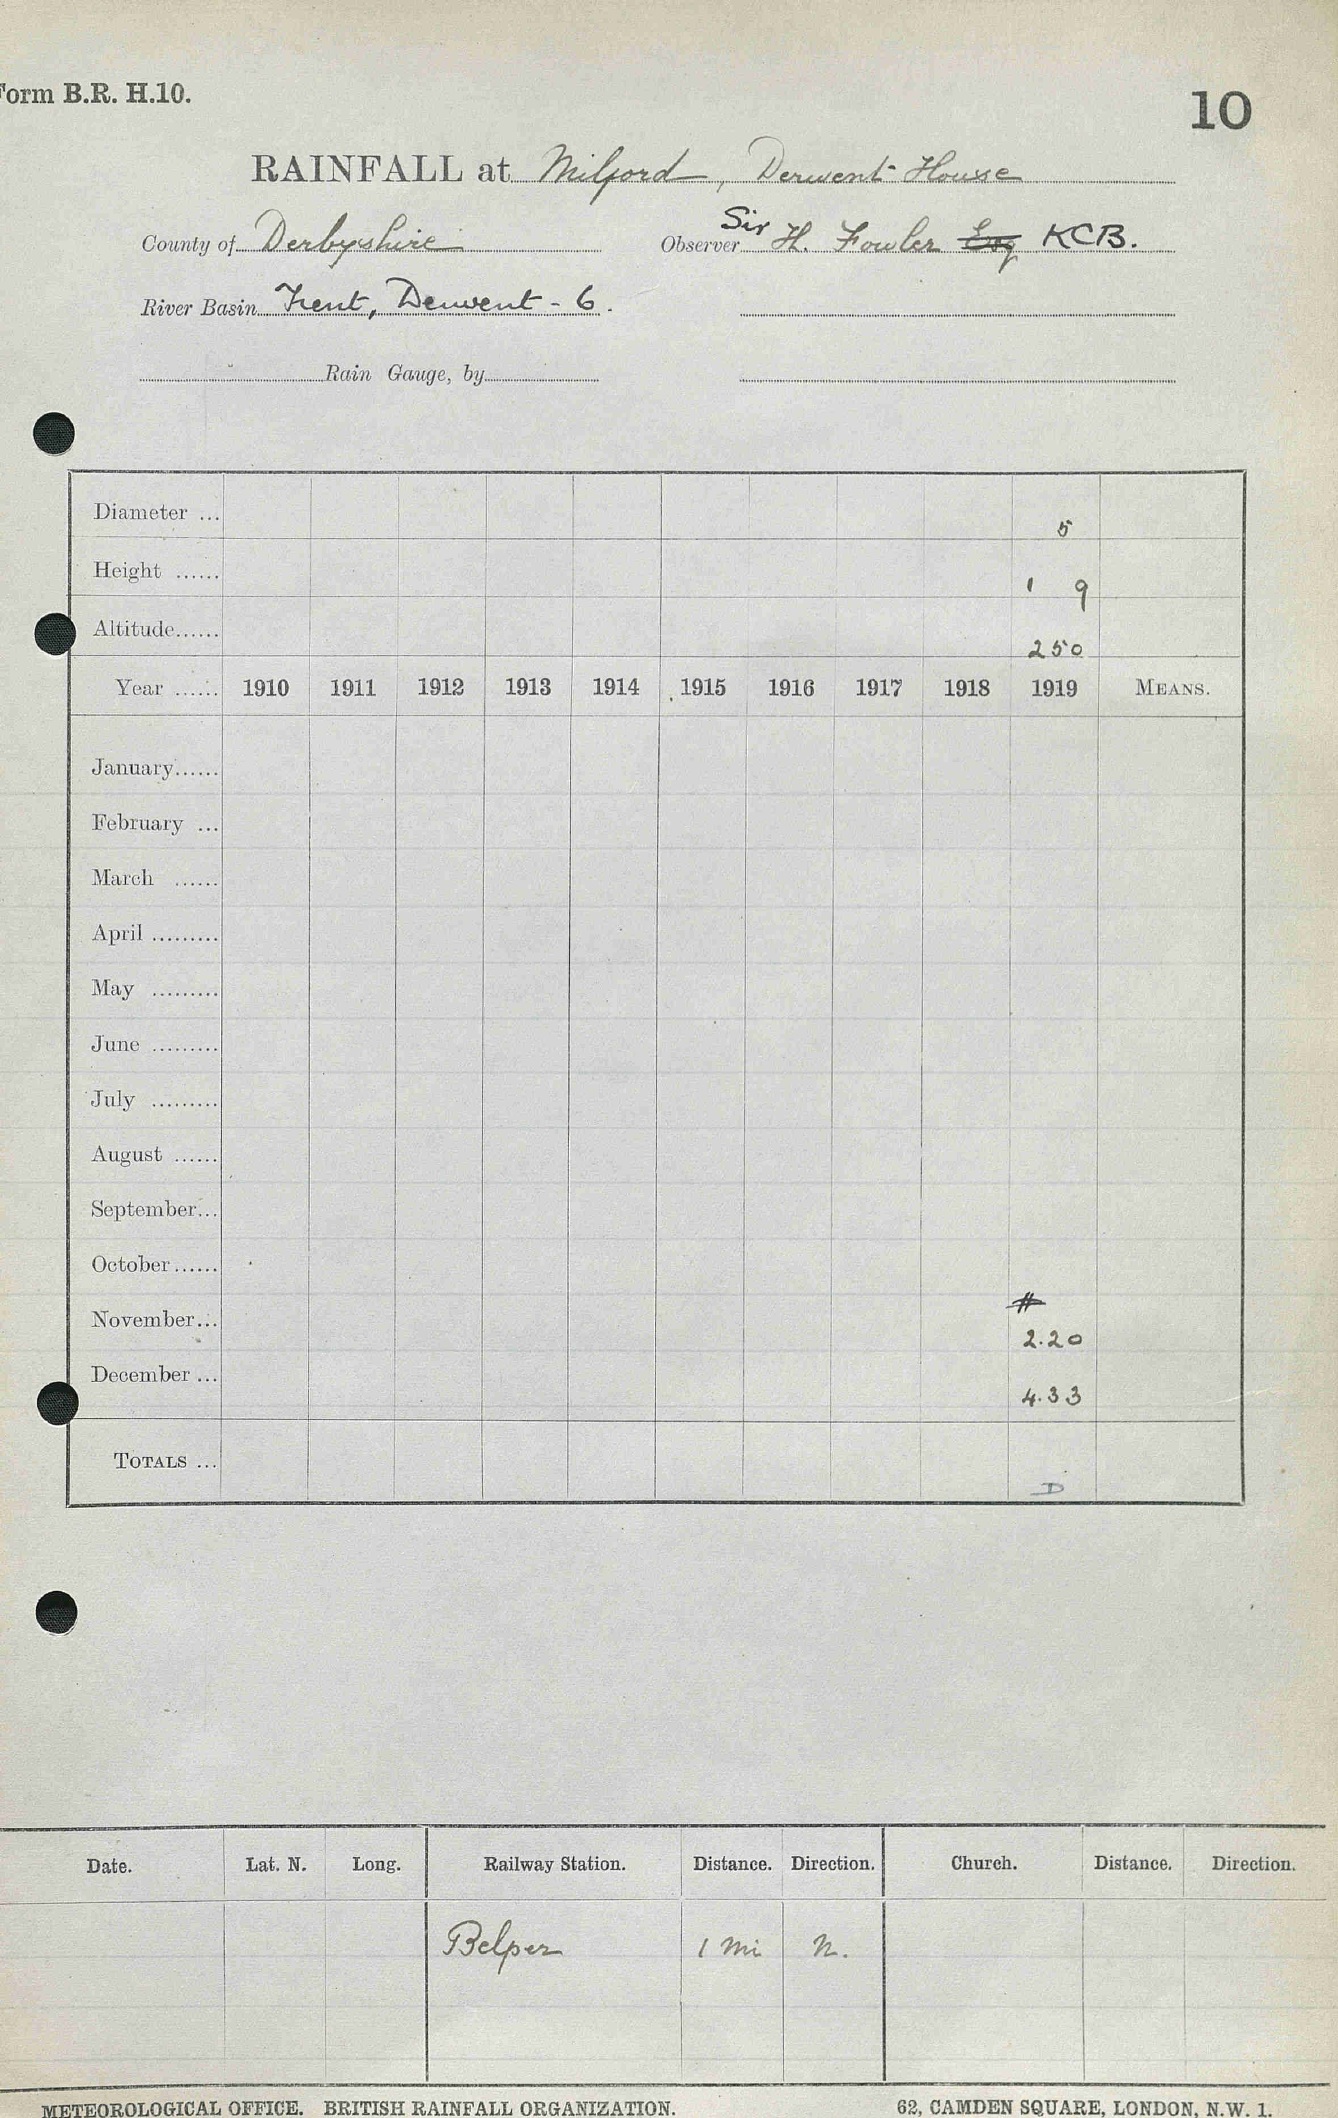 Form B.R. H.10.
10
RAINFALL at Milford, Derwent House
County of Derbyshire
Observer Sir H. Fowler Esq KCB.
River Basin Trent, Derwent - 6.
Rain Gauge, by
Diameter ... 5
Height ...... 1 9
Altitude...... 250
Year ...... 1910 1911 1912 1913 1914 1915 1916 1917 1918 1919 MEANS.
January......
February ...
March ......
April .........
May .........
June .........
July .........
August ......
September...
October......
November... 2.20
December ... 4.33
TOTALS ... D
Date. Lat. N. Long. Railway Station. Distance. Direction. Church. Distance. Direction.
Belper 1 mi N.
METEOROLOGICAL OFFICE. BRITISH RAINFALL ORGANIZATION. 62, CAMDEN SQUARE, LONDON, N.W. 1.